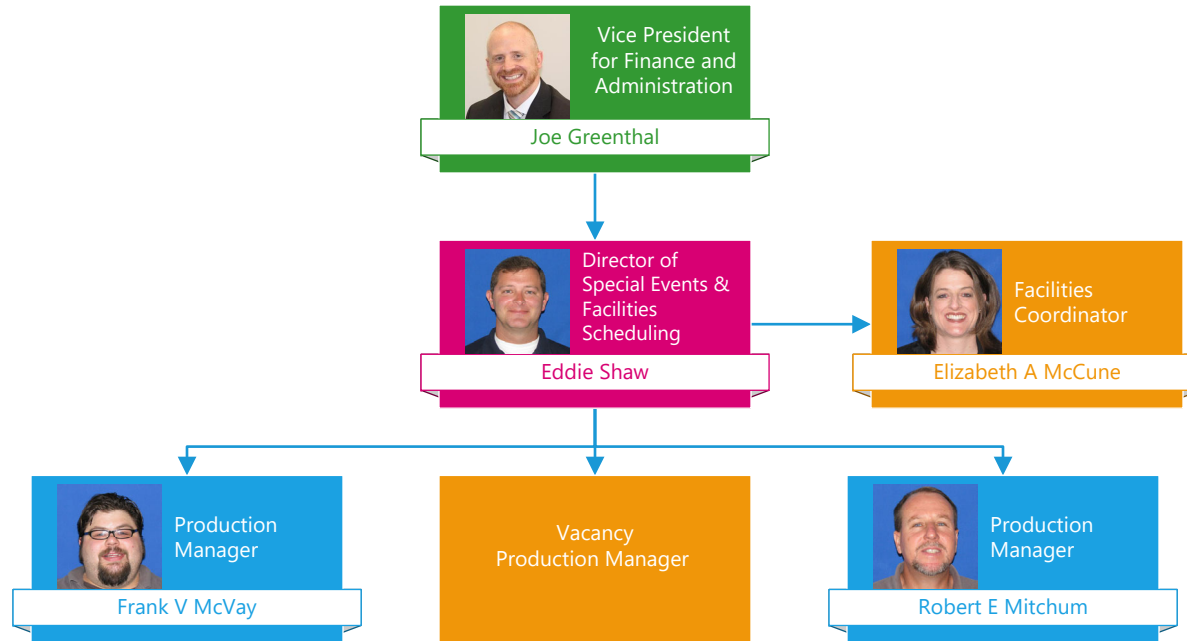 Vice President
for Finance and
Administration
Joe Greenthal
Director of
Special Events &
Facilities
Scheduling
Eddie Shaw
Facilities
Coordinator
Elizabeth A McCune
Production
Manager
Frank V McVay
Vacancy
Production Manager
Production
Manager
Robert E Mitchum